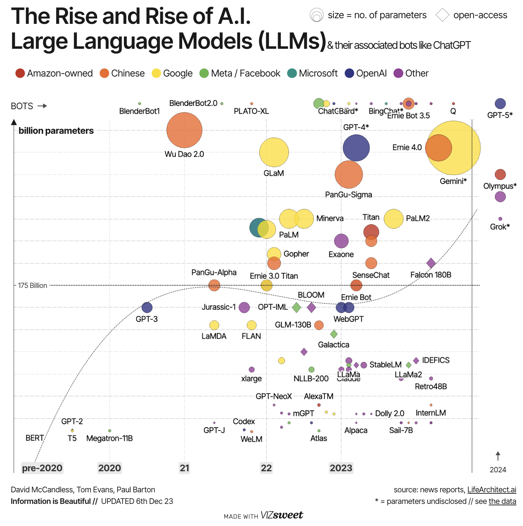 The Rise and Rise of A.I.
Large Language Models (LLMs) & their associated bots like ChatGPT
size = no. of parameters
open-access
Amazon-owned
Chinese
Google
Meta / Facebook
Microsoft
OpenAI
Other
BOTS →
BlenderBot1
BlenderBot2.0
PLATO-XL
ChatGPT
Bard*
BingChat*
Ernie Bot 3.5
Q
GPT-5*
billion parameters
Wu Dao 2.0
GLaM
GPT-4*
PanGu-Sigma
Ernie 4.0
Gemini*
Olympus*
Grok*
Minerva
PaLM
Titan
PaLM2
Exaone
Gopher
PanGu-Alpha
Ernie 3.0 Titan
SenseChat
Falcon 180B
175 Billion
BLOOM
Ernie Bot
GPT-3
Jurassic-1
OPT-IML
WebGPT
LaMDA
FLAN
GLM-130B
Galactica
xlarge
NLLB-200
LLaMa
Claude
StableLM
IDEFICS
LLaMa2
Retro48B
GPT-NeoX
AlexaTM
mGPT
Dolly 2.0
InternLM
GPT-2
BERT
T5
Megatron-11B
GPT-J
Codex
WeLM
Atlas
Alpaca
Sail-7B
pre-2020
2020
21
22
2023
2024
David McCandless, Tom Evans, Paul Barton
Information is Beautiful // UPDATED 6th Dec 23
source: news reports, LifeArchitect.ai
* = parameters undisclosed // see the data
MADE WITH VIZsweet